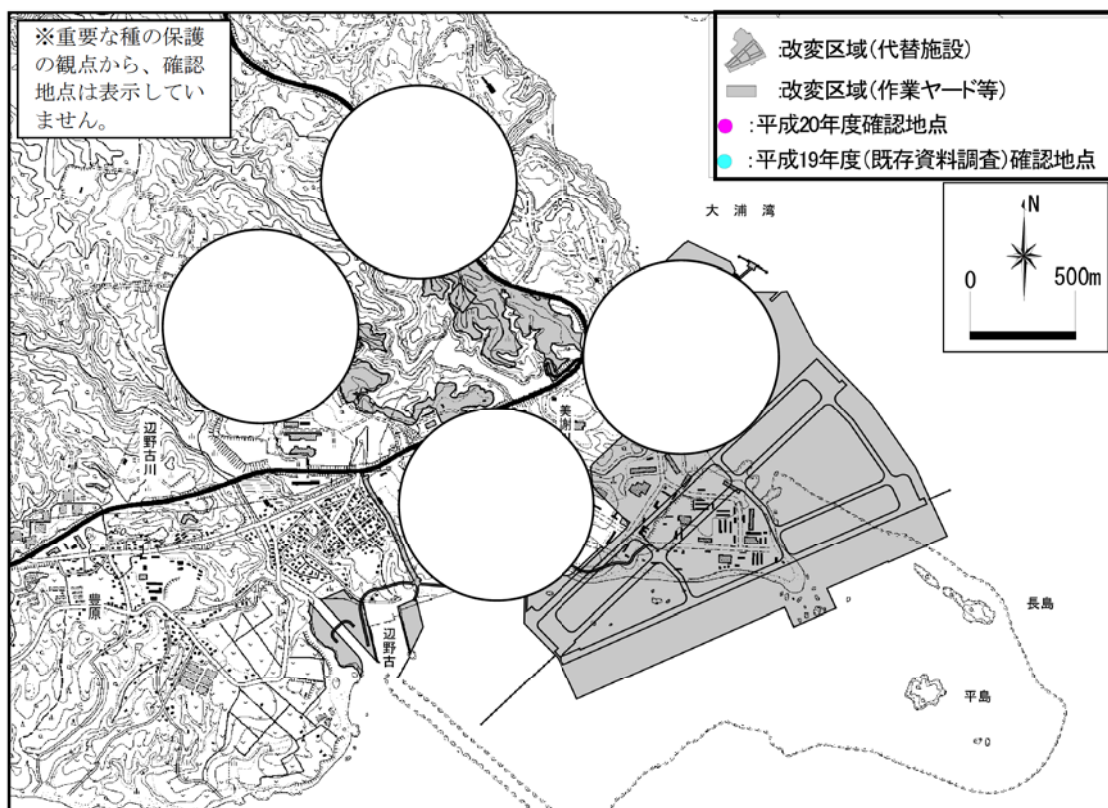 ※重要な種の保護
の観点から、確認
地点は表示してい
ません。
:改変区域(代替施設)
:改変区域(作業ヤード等)
:平成20年度確認地点
:平成19年度(既存資料調査)確認地点
大浦湾
N
0 500m
辺野古川
美謝
豊原
辺野古
長島
平島